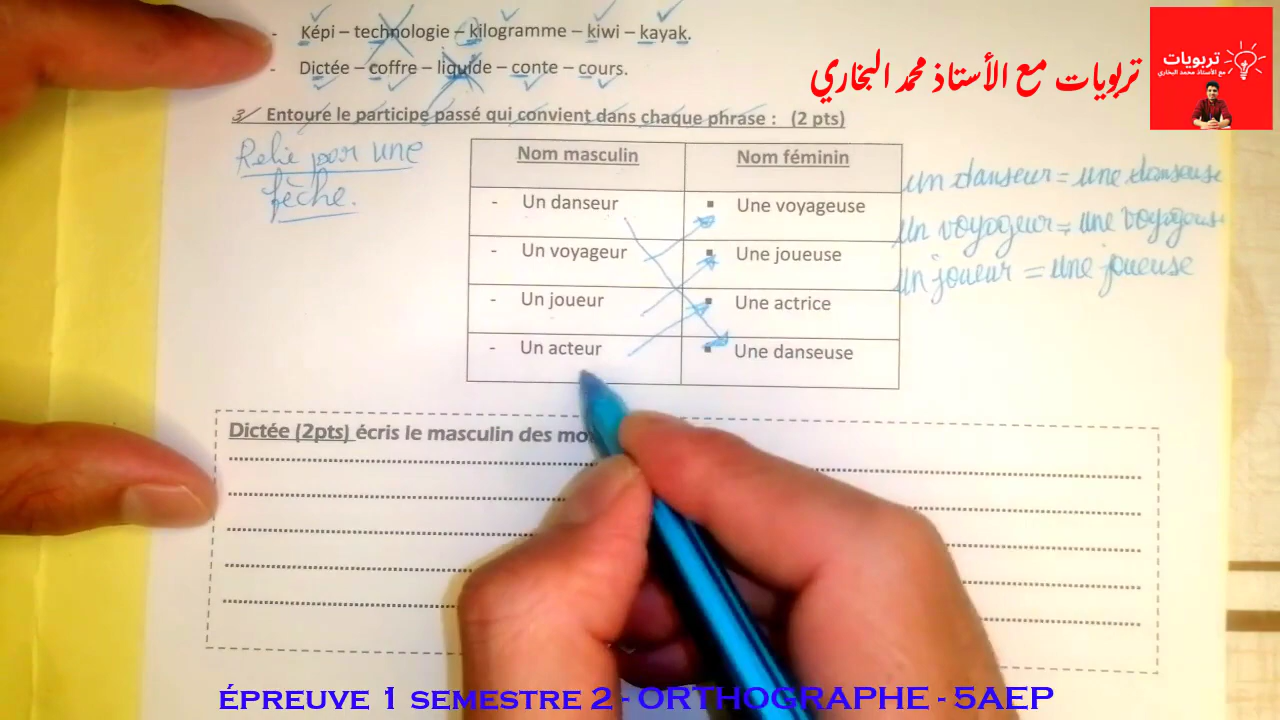 - Képi – technologie – kilogramme – kiwi – kayak.
- Dictée – coffre – liquide – conte – cours.
تربويات مع الأستاذ محمد البخاري
تربويات
مع الاستاذ محمد البخاري
3/ Entoure le participe passé qui convient dans chaque phrase : (2 pts)
Relie par une
flèche.
Nom masculin Nom féminin
- Un danseur ▪ Une voyageuse
- Un voyageur ▪ Une joueuse
- Un joueur ▪ Une actrice
- Un acteur ▪ Une danseuse
un danseur = une danseuse
un voyageur = une voyageuse
un joueur = une joueuse
Dictée (2pts) écris le masculin des
ÉPREUVE 1 SEMESTRE 2 - ORTHOGRAPHE - 5AEP